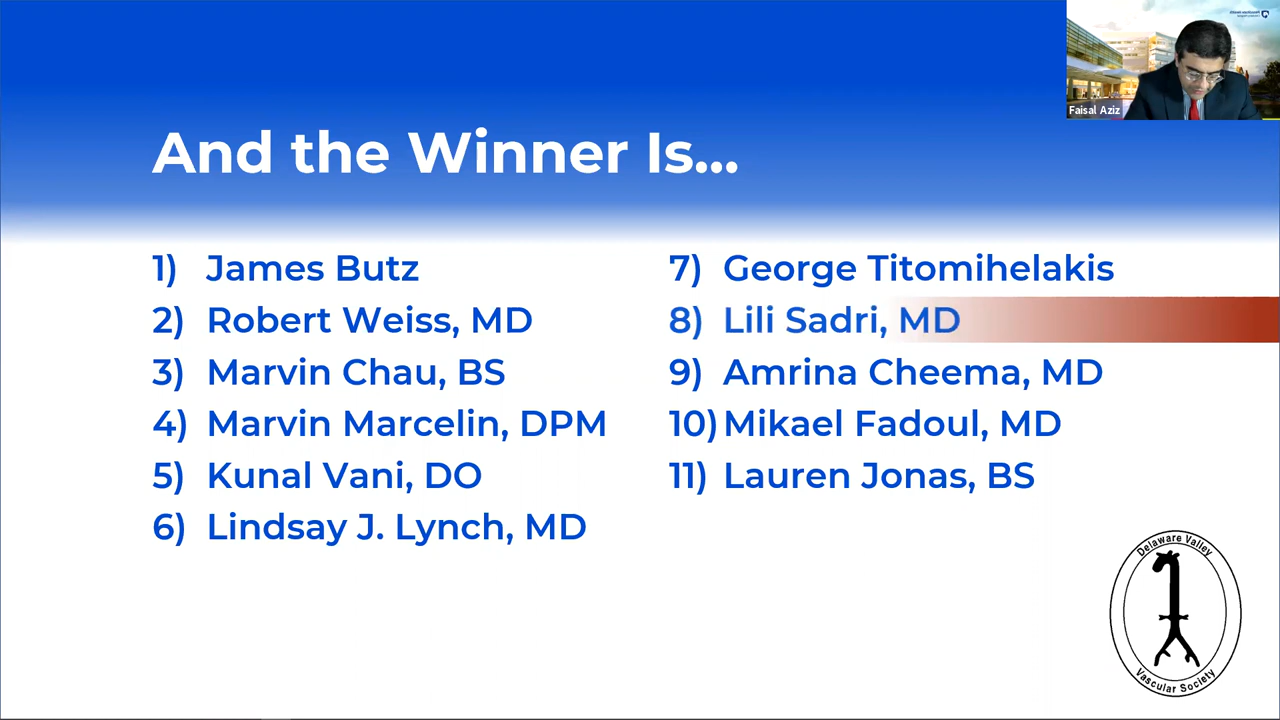 Faisal Aziz
And the Winner Is...
1) James Butz
2) Robert Weiss, MD
3) Marvin Chau, BS
4) Marvin Marcelin, DPM
5) Kunal Vani, DO
6) Lindsay J. Lynch, MD
7) George Titomihelakis
8) Lili Sadri, MD
9) Amrina Cheema, MD
10) Mikael Fadoul, MD
11) Lauren Jonas, BS
Delaware Valley
Vascular Society